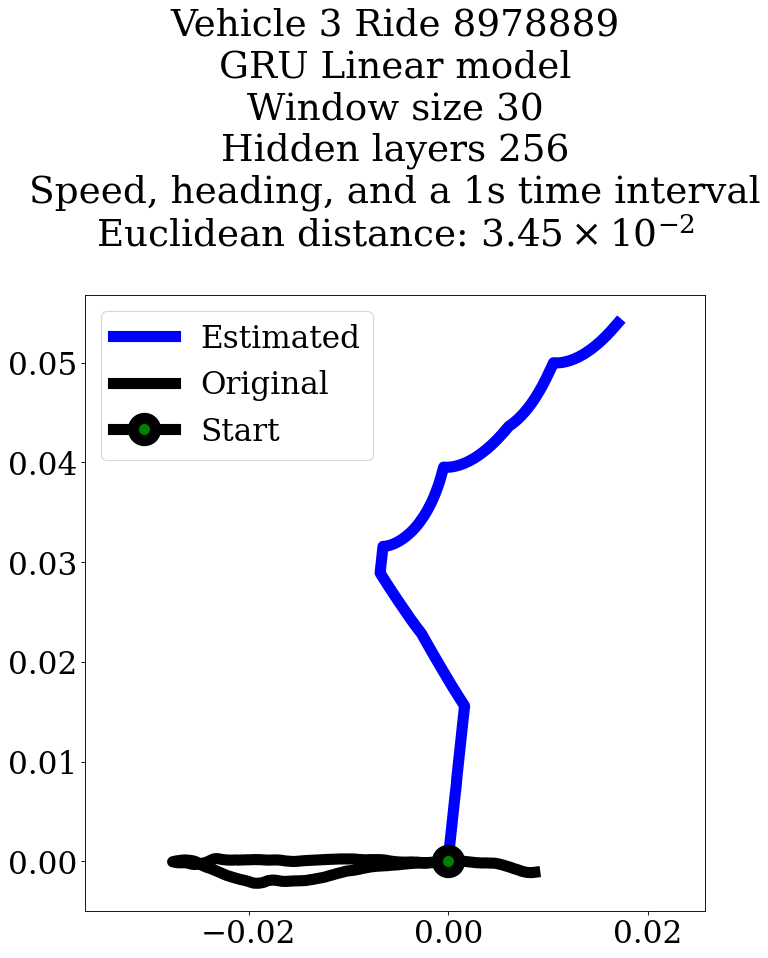 Vehicle 3 Ride 8978889
GRU Linear model
Window size 30
Hidden layers 256
Speed, heading, and a 1s time interval
Euclidean distance: 3.45 × 10⁻²
Estimated
Original
Start
0.05
0.04
0.03
0.02
0.01
0.00
−0.02 0.00 0.02